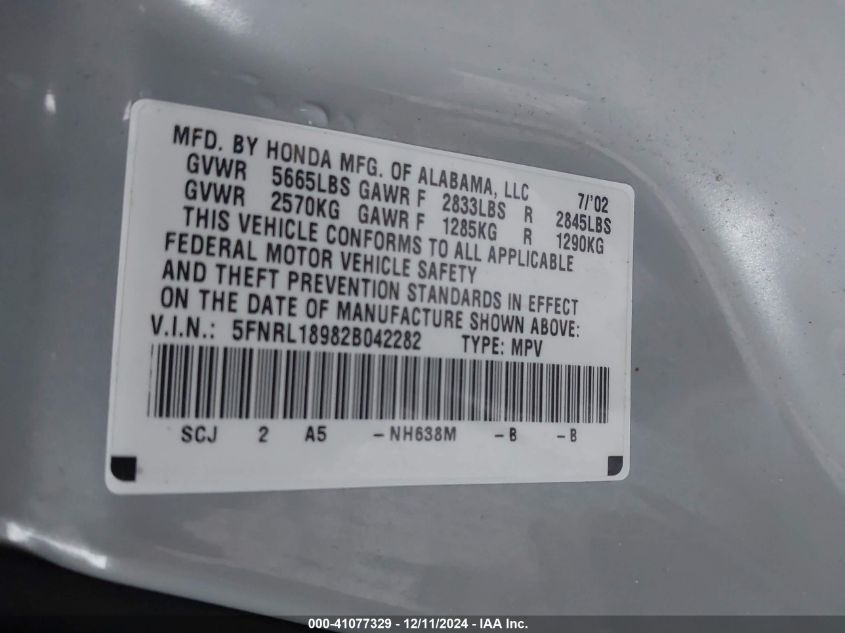 MFD. BY HONDA MFG. OF ALABAMA, LLC 7/'02
GVWR 5665LBS GAWR F 2833LBS R 2845LBS
GVWR 2570KG GAWR F 1285KG R 1290KG
THIS VEHICLE CONFORMS TO ALL APPLICABLE
FEDERAL MOTOR VEHICLE SAFETY
AND THEFT PREVENTION STANDARDS IN EFFECT
ON THE DATE OF MANUFACTURE SHOWN ABOVE:
V.I.N.: 5FNRL18982B042282 TYPE: MPV
SCJ 2 A5 -NH638M -B -B
000-41077329 - 12/11/2024 - IAA Inc.